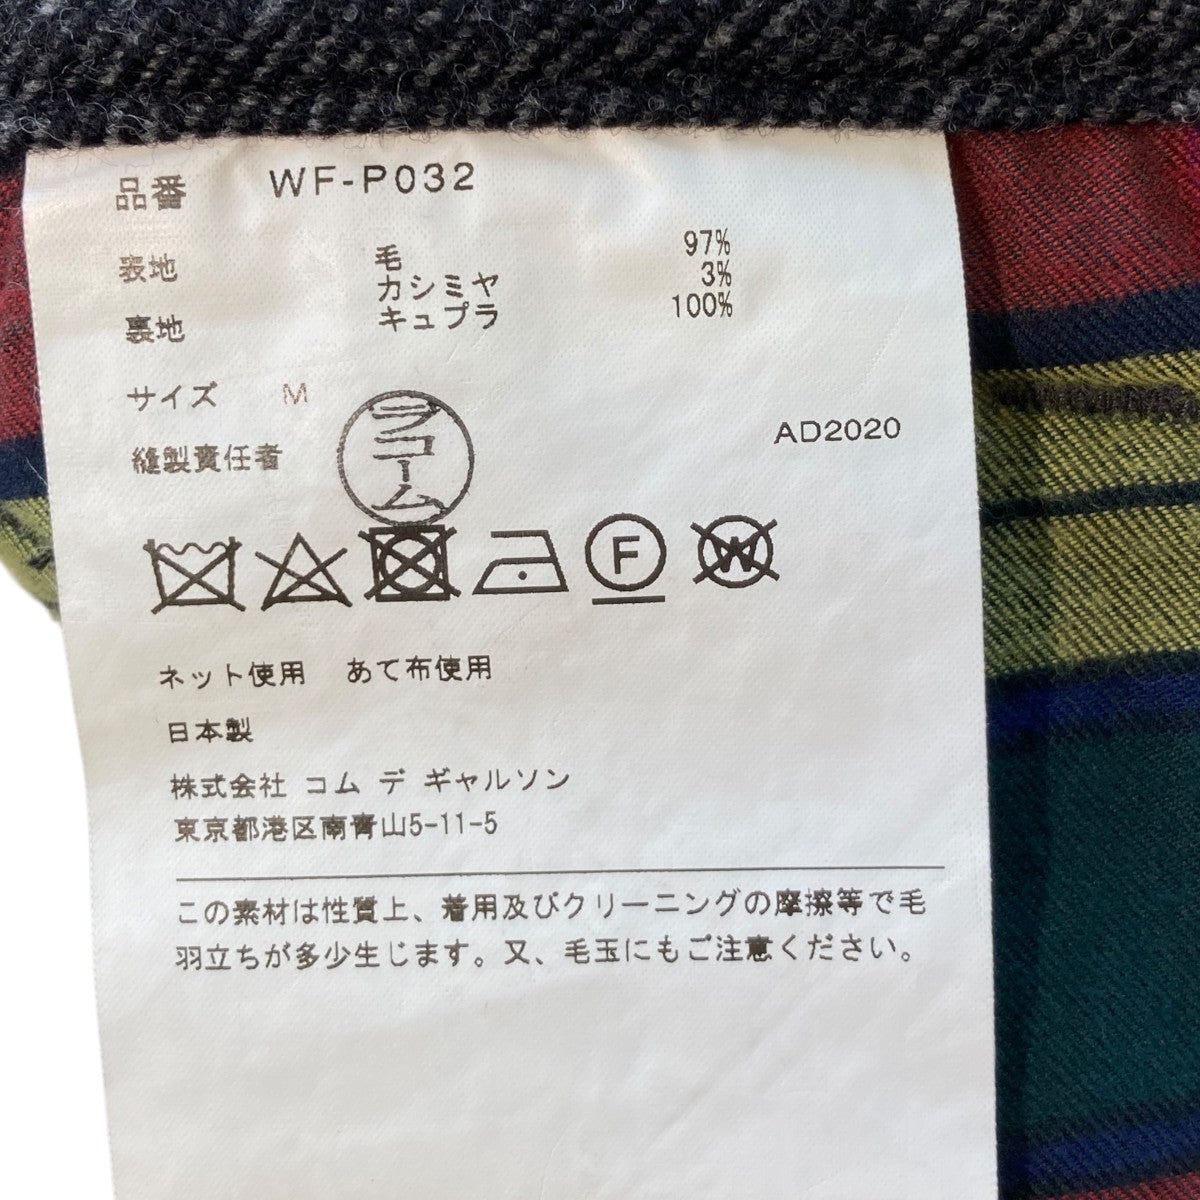 品番 WF-P032
表地 毛 97%
カシミヤ 3%
裏地 キュプラ 100%
サイズ M
縫製責任者 ラコーム
AD2020
F W
ネット使用 あて布使用
日本製
株式会社 コム デ ギャルソン
東京都港区南青山5-11-5
この素材は性質上、着用及びクリーニングの摩擦等で毛
羽立ちが多少生じます。又、毛玉にもご注意ください。